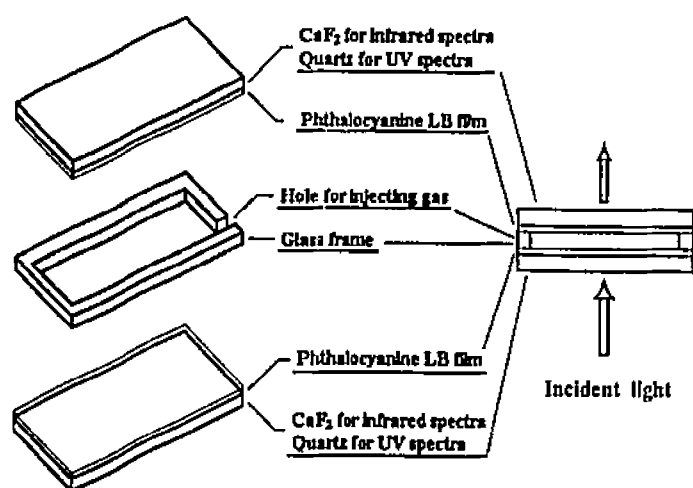 CaF₂ for infrared spectra
Quartz for UV spectra
Phthalocyanine LB film
Hole for injecting gas
Glass frame
Phthalocyanine LB film
CaF₂ for infrared spectra
Quartz for UV spectra
Incident light